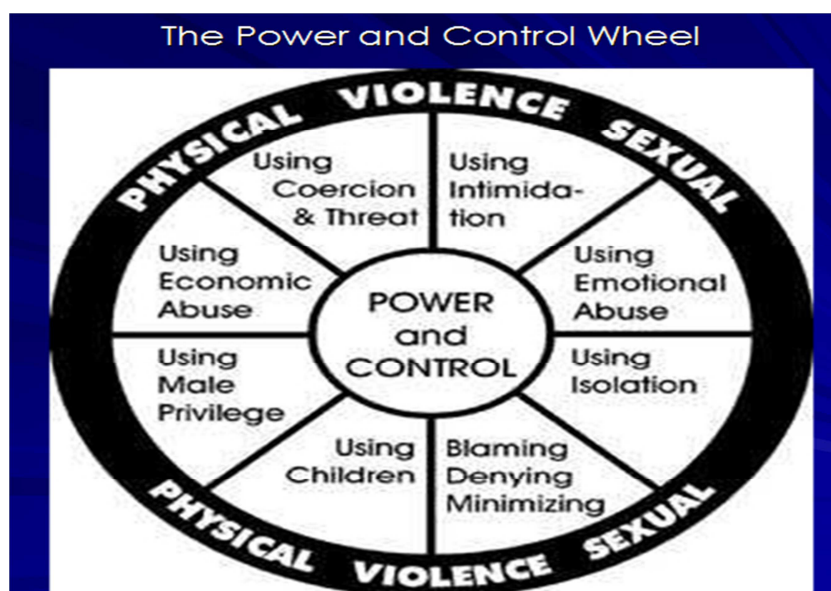 The Power and Control Wheel
PHYSICAL VIOLENCE SEXUAL
Using
Coercion
& Threat
Using
Intimida-
tion
Using
Emotional
Abuse
Using
Isolation
Blaming
Denying
Minimizing
Using
Children
Using
Male
Privilege
Using
Economic
Abuse
POWER
and
CONTROL
PHYSICAL VIOLENCE SEXUAL